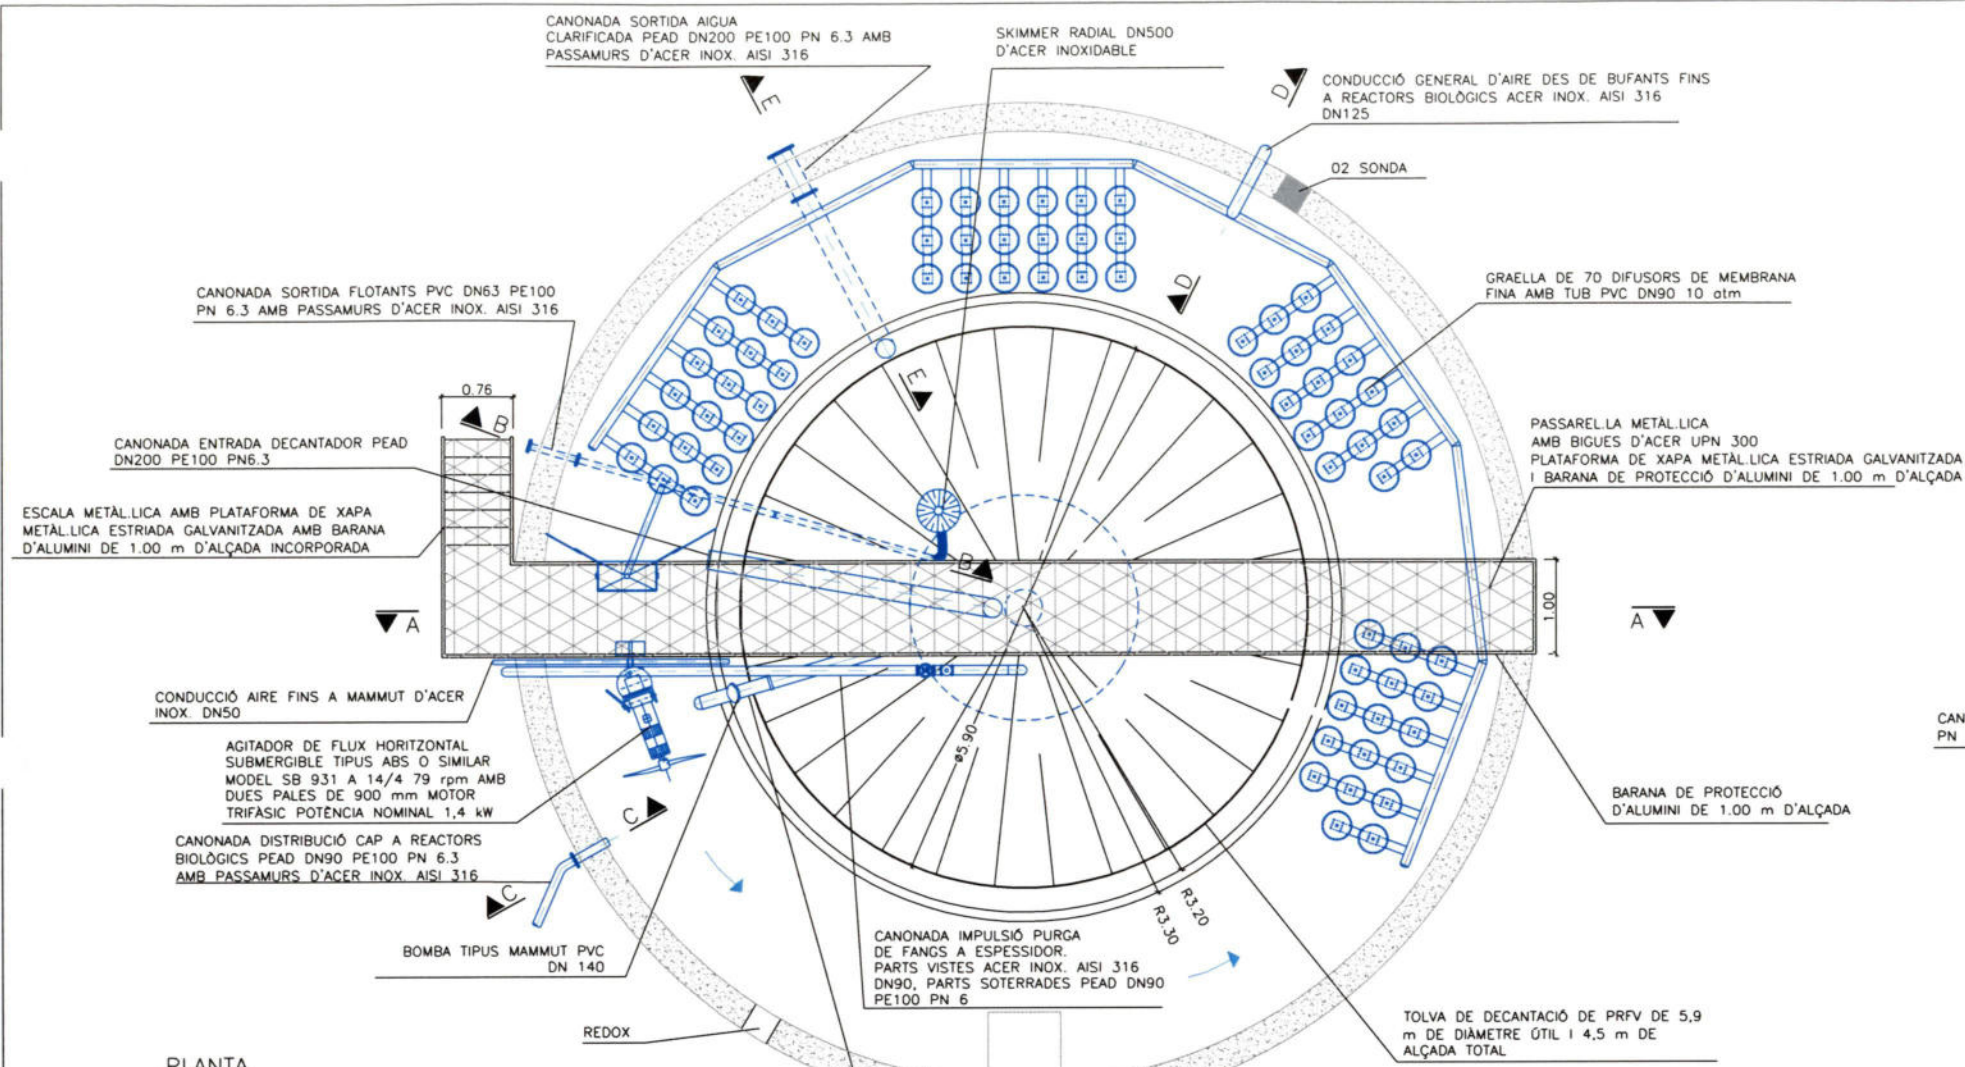 CANONADA SORTIDA AIGUA
CLARIFICADA PEAD DN200 PE100 PN 6.3 AMB
PASSAMURS D'ACER INOX. AISI 316
SKIMMER RADIAL DN500
D'ACER INOXIDABLE
CONDUCCIÓ GENERAL D'AIRE DES DE BUFANTS FINS
A REACTORS BIOLÒGICS ACER INOX. AISI 316
DN125
E
D
02 SONDA
CANONADA SORTIDA FLOTANTS PVC DN63 PE100
PN 6.3 AMB PASSAMURS D'ACER INOX. AISI 316
GRAELLA DE 70 DIFUSORS DE MEMBRANA
FINA AMB TUB PVC DN90 10 atm
D
E
0.76
B
CANONADA ENTRADA DECANTADOR PEAD
DN200 PE100 PN6.3
PASSAREL.LA METÀL.LICA
AMB BIGUES D'ACER UPN 300
PLATAFORMA DE XAPA METÀL.LICA ESTRIADA GALVANITZADA
I BARANA DE PROTECCIÓ D'ALUMINI DE 1.00 m D'ALÇADA
ESCALA METÀL.LICA AMB PLATAFORMA DE XAPA
METÀL.LICA ESTRIADA GALVANITZADA AMB BARANA
D'ALUMINI DE 1.00 m D'ALÇADA INCORPORADA
B
1.00
A
A
CONDUCCIÓ AIRE FINS A MAMMUT D'ACER
INOX. DN50
CAN
PN
AGITADOR DE FLUX HORITZONTAL
SUBMERGIBLE TIPUS ABS O SIMILAR
MODEL SB 931 A 14/4 79 rpm AMB
DUES PALES DE 900 mm MOTOR
TRIFÀSIC POTÈNCIA NOMINAL 1,4 kW
ø5.90
BARANA DE PROTECCIÓ
D'ALUMINI DE 1.00 m D'ALÇADA
C
CANONADA DISTRIBUCIÓ CAP A REACTORS
BIOLÒGICS PEAD DN90 PE100 PN 6.3
AMB PASSAMURS D'ACER INOX. AISI 316
C
R3.20
R3.30
BOMBA TIPUS MAMMUT PVC
DN 140
CANONADA IMPULSIÓ PURGA
DE FANGS A ESPESSIDOR.
PARTS VISTES ACER INOX. AISI 316
DN90, PARTS SOTERRADES PEAD DN90
PE100 PN 6
REDOX
TOLVA DE DECANTACIÓ DE PRFV DE 5,9
m DE DIÀMETRE ÚTIL I 4,5 m DE
ALÇADA TOTAL
PLANTA